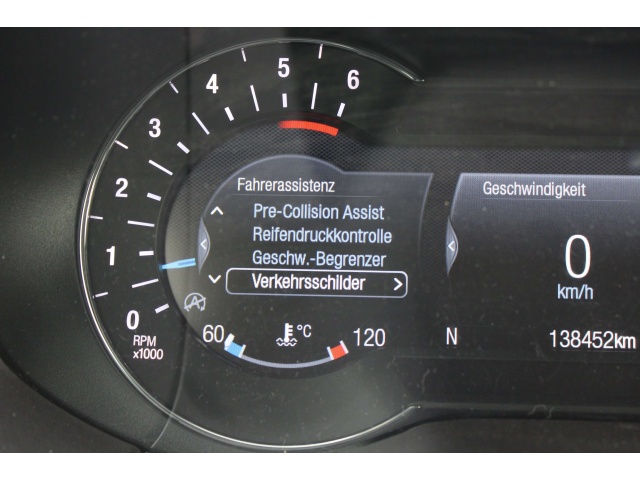 6
5
4
3
2
1
0
RPM
x1000
Fahrerassistenz
Pre-Collision Assist
Reifendruckkontrolle
Geschw.-Begrenzer
Verkehrsschilder
A
60
°C
120
Geschwindigkeit
0
km/h
N
138452km